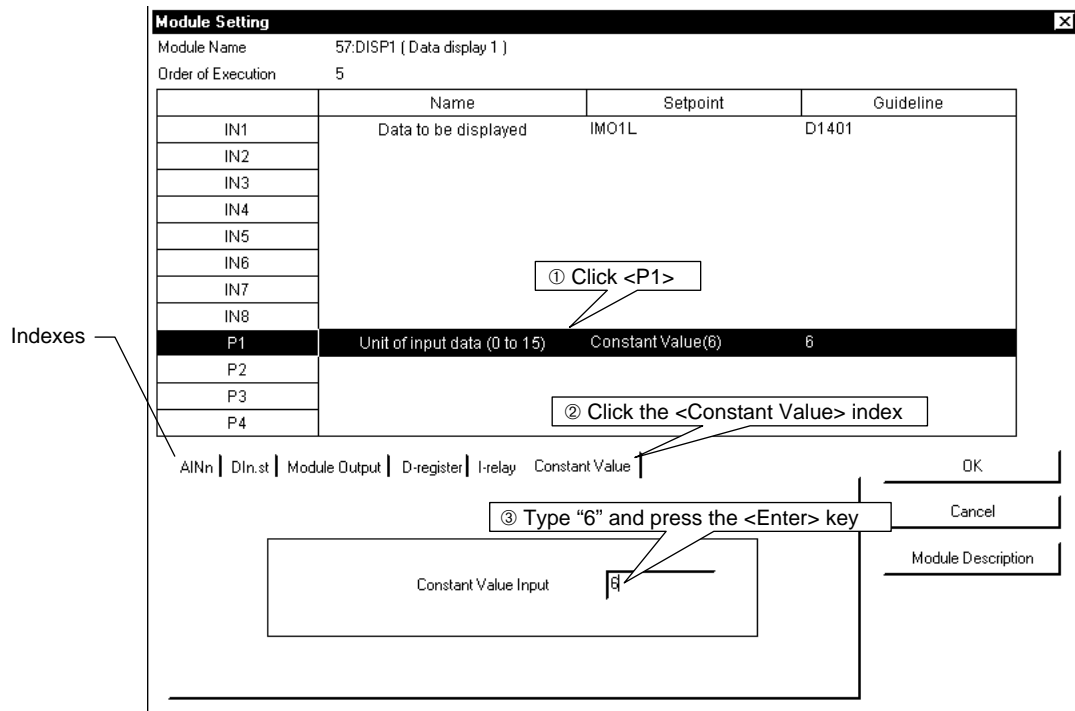 Module Setting
Module Name 57:DISP1 ( Data display 1 )
Order of Execution 5
Name Setpoint Guideline
IN1 Data to be displayed IMO1L D1401
IN2
IN3
IN4
IN5
IN6
IN7
① Click <P1>
IN8
Indexes
P1 Unit of input data (0 to 15) Constant Value(6) 6
P2
P3
② Click the <Constant Value> index
P4
AINn DIn.st Module Output D-register I-relay Constant Value
OK
③ Type “6” and press the <Enter> key
Cancel
Module Description
Constant Value Input 6